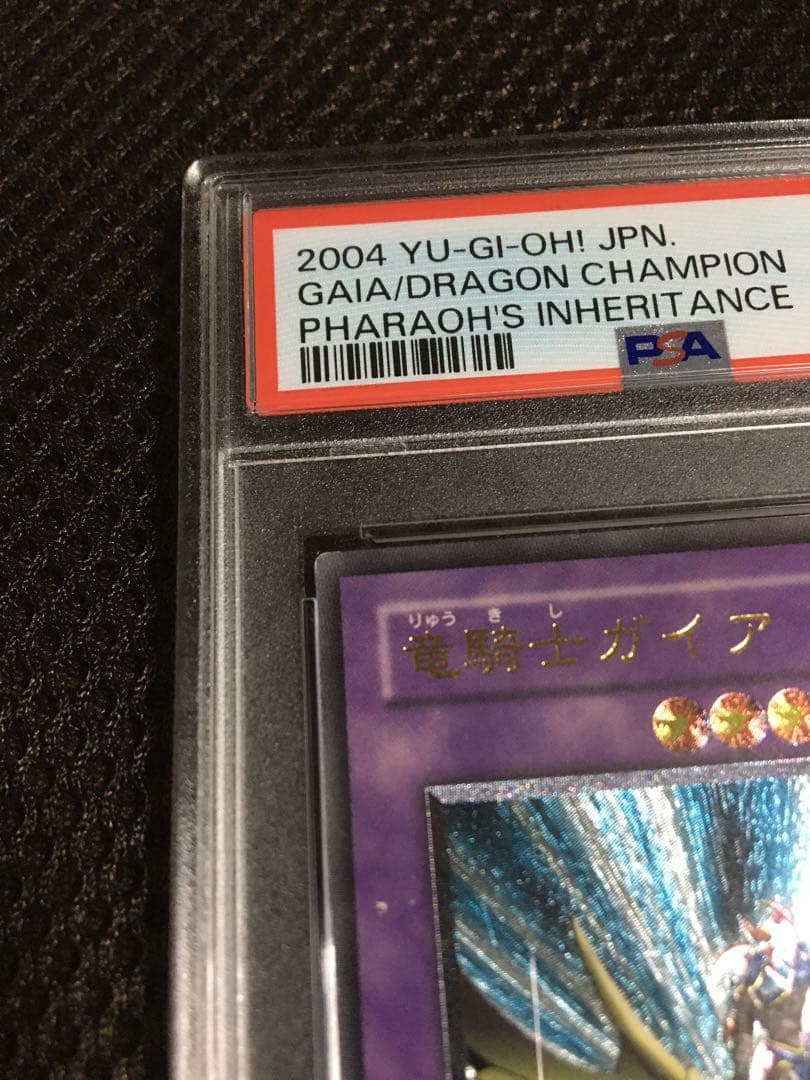 2004 YU-GI-OH! JPN.
GAIA/DRAGON CHAMPION
PHARAOH'S INHERITANCE
PSA
りゅう き し
竜騎士ガイア